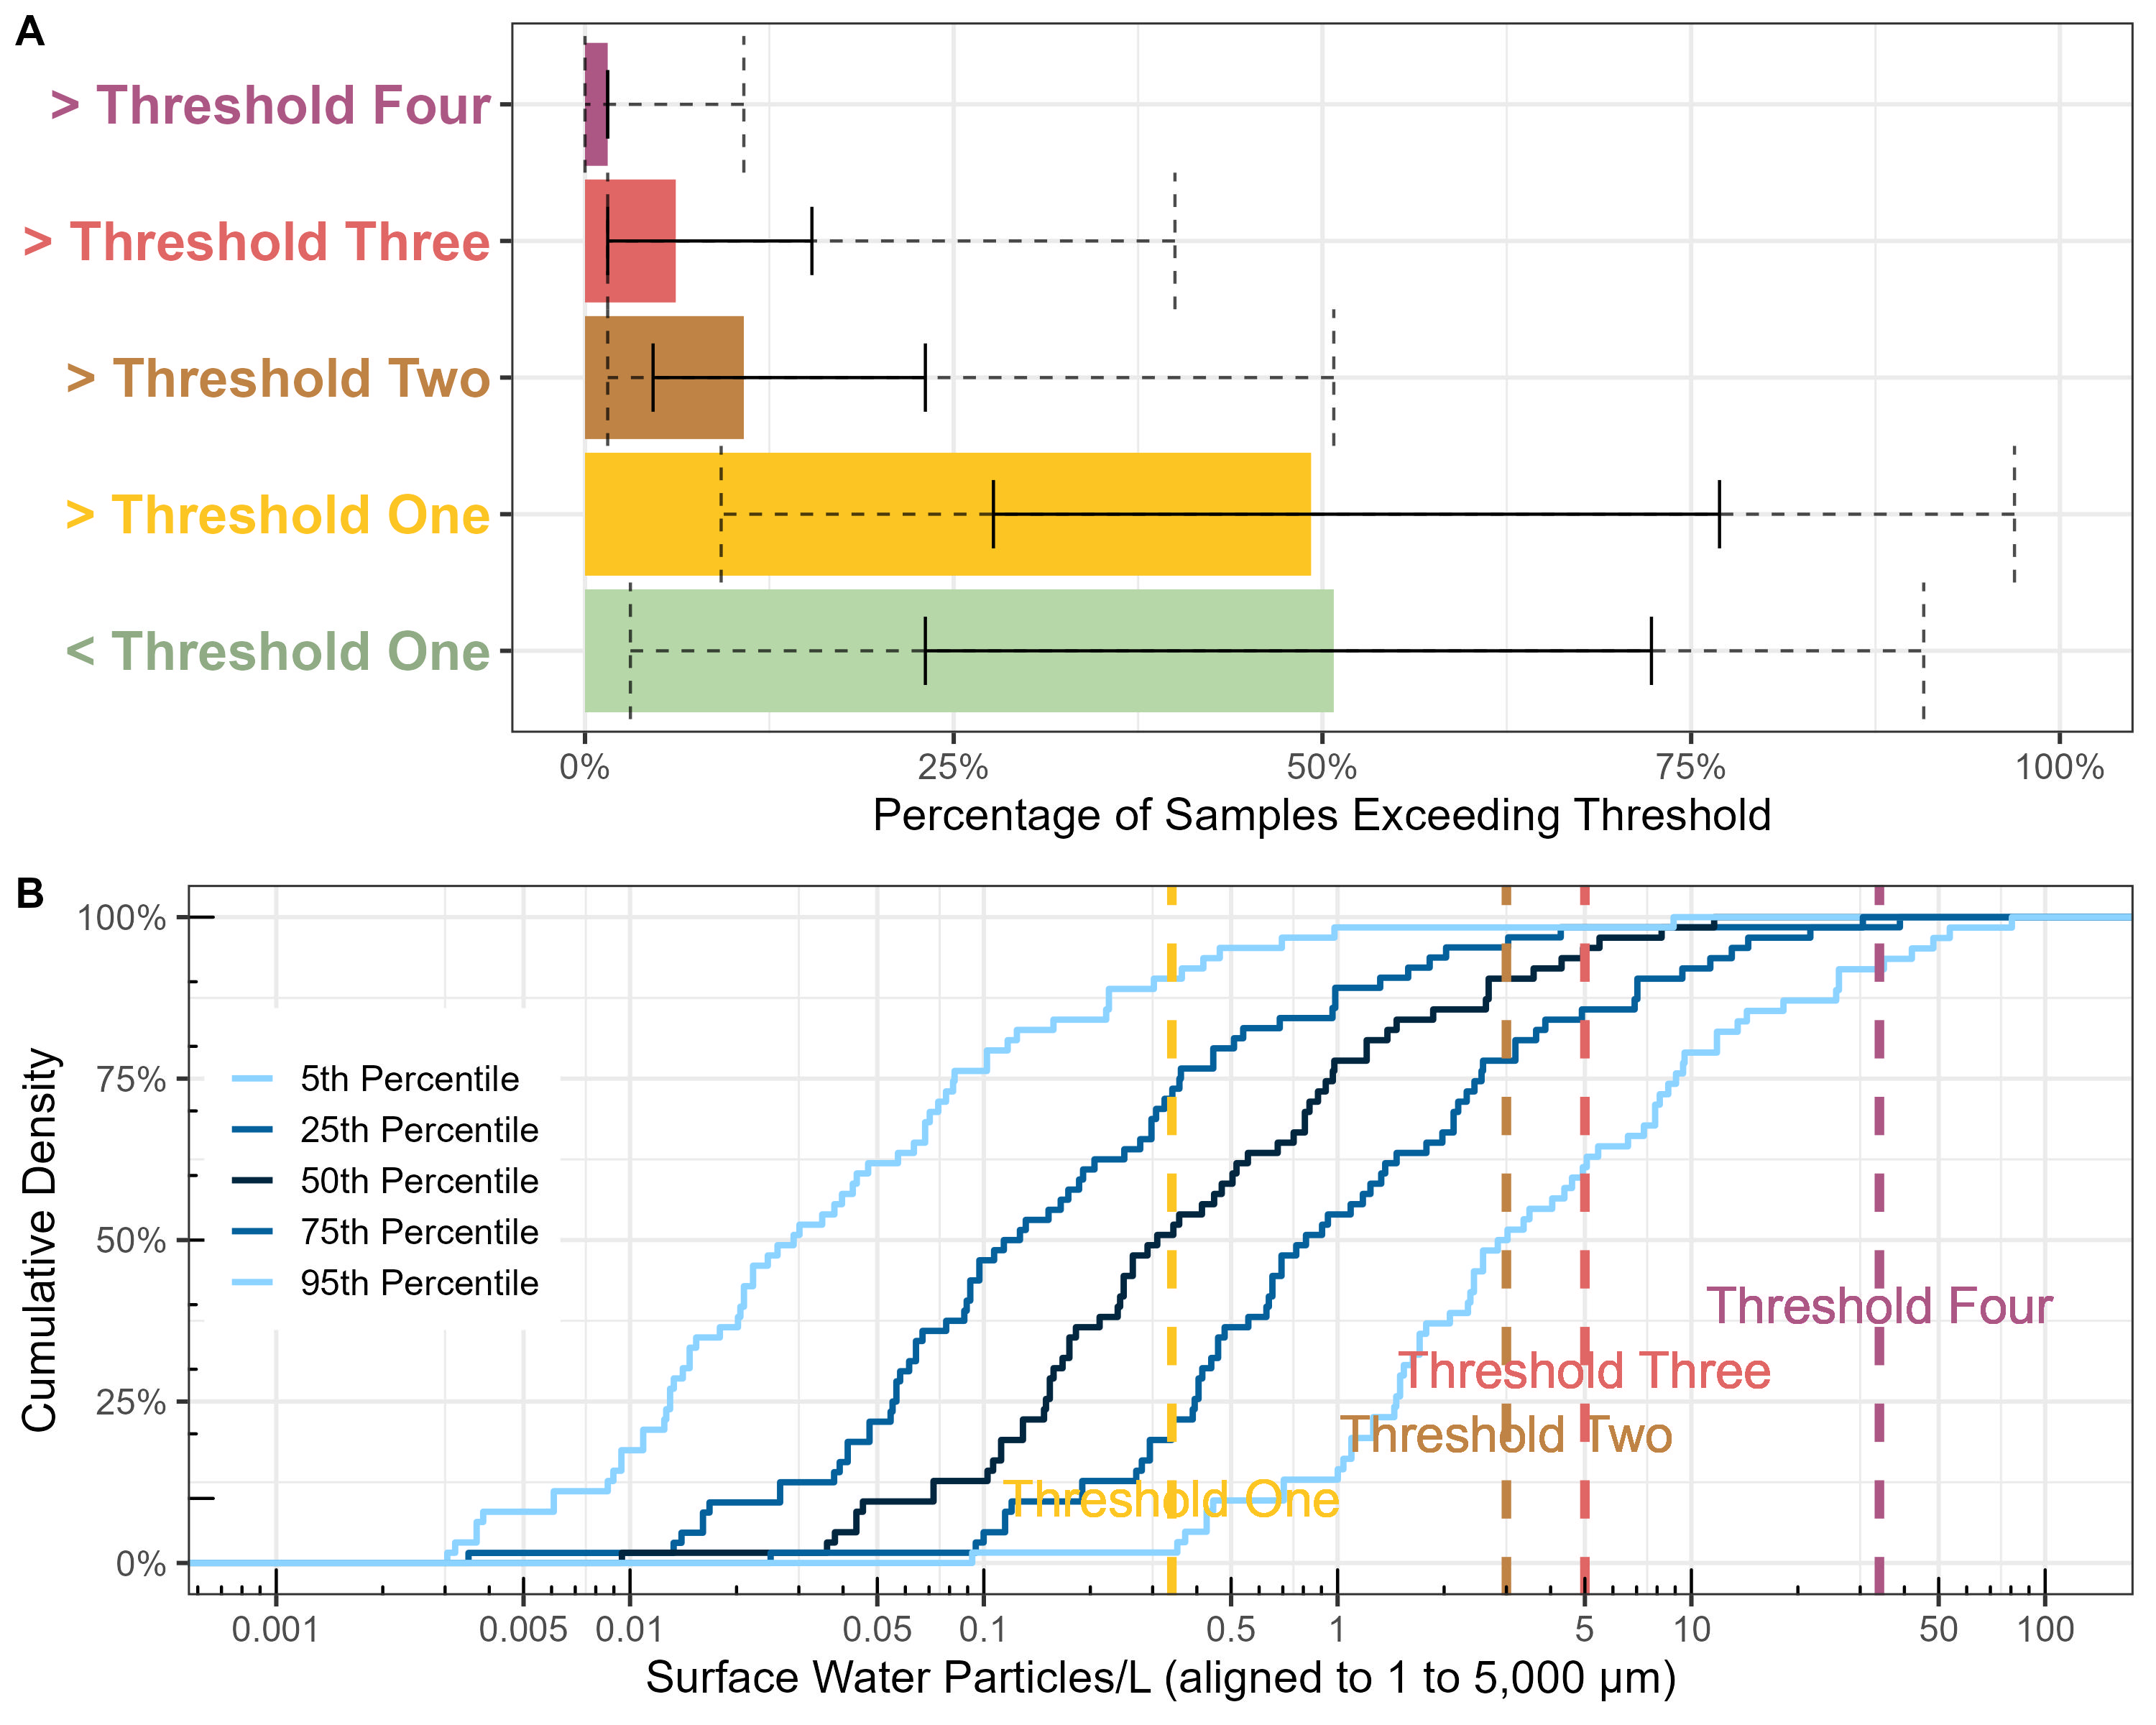 A
> Threshold Four
> Threshold Three
> Threshold Two
> Threshold One
< Threshold One
0% 25% 50% 75% 100%
Percentage of Samples Exceeding Threshold
B
100%
75%
50%
25%
0%
Cumulative Density
5th Percentile
25th Percentile
50th Percentile
75th Percentile
95th Percentile
Threshold Four
Threshold Three
Threshold Two
Threshold One
0.001 0.005 0.01 0.05 0.1 0.5 1 5 10 50 100
Surface Water Particles/L (aligned to 1 to 5,000 µm)